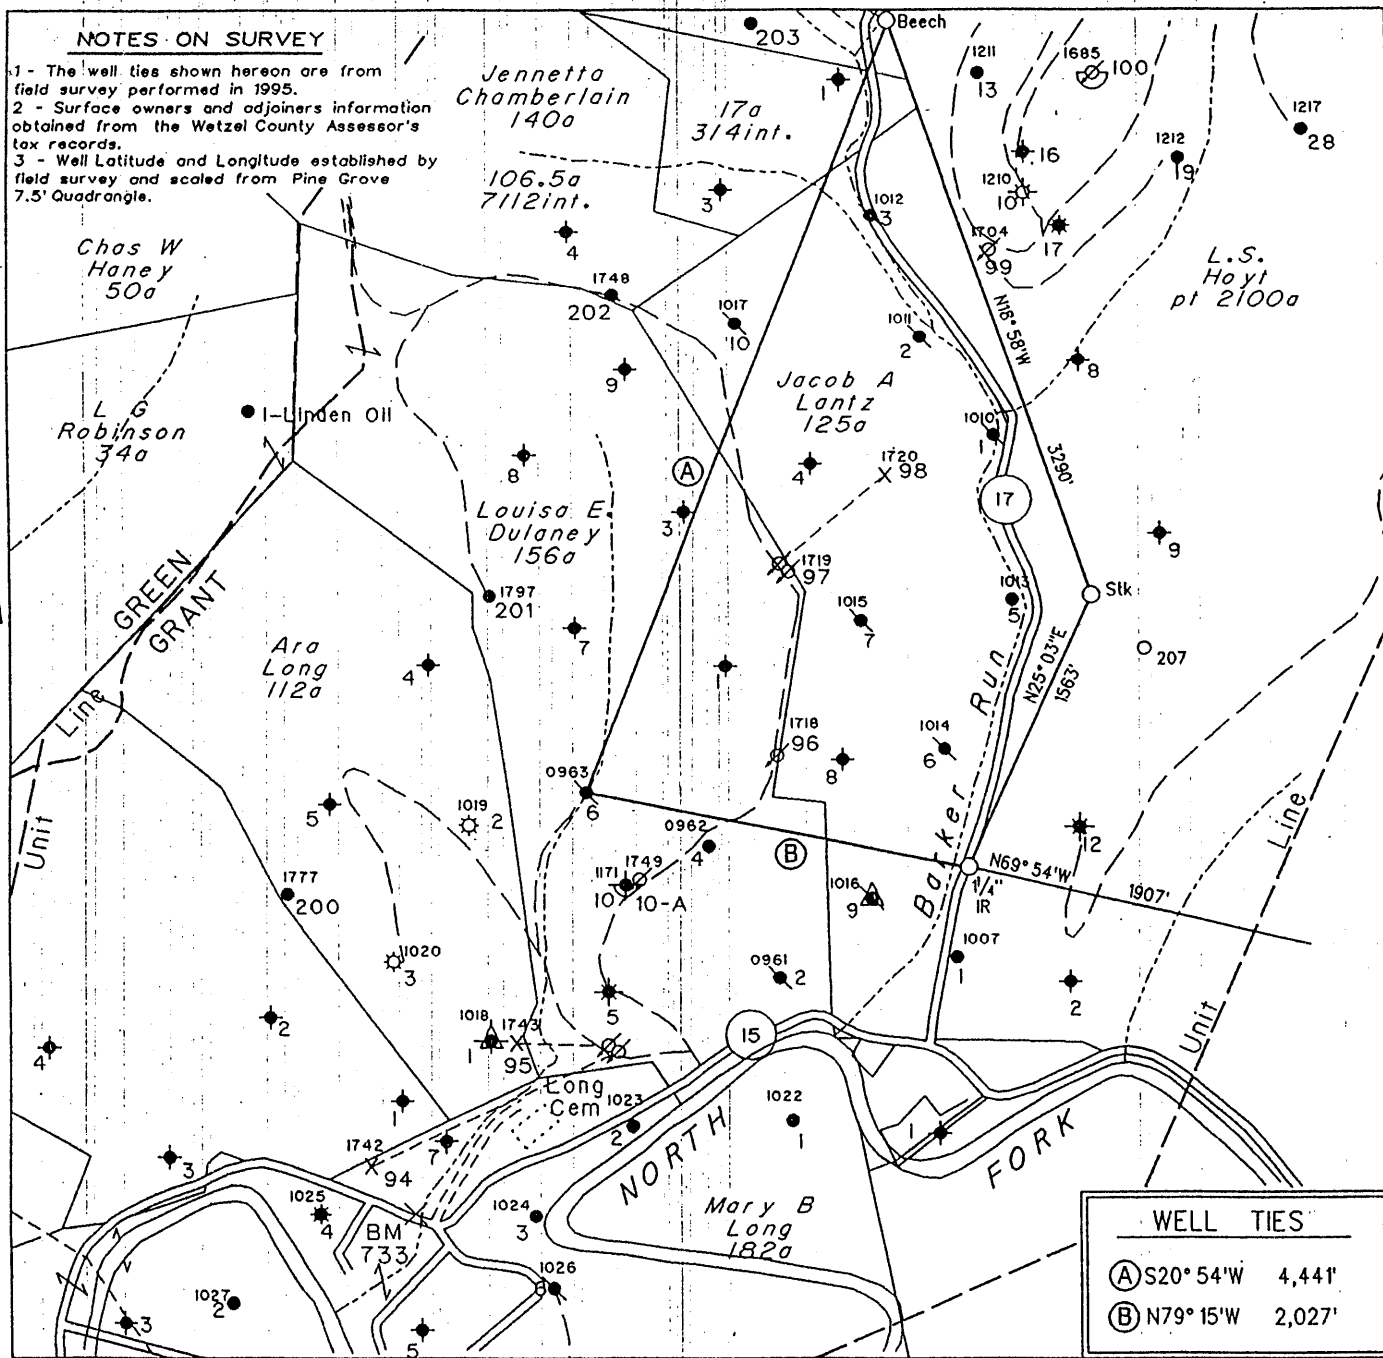 NOTES ON SURVEY
1 - The well ties shown hereon are from
field survey performed in 1995.
2 - Surface owners and adjoiners information
obtained from the Wetzel County Assessor's
tax records.
3 - Well Latitude and Longitude established by
field survey and scaled from Pine Grove
7.5' Quadrangle.
203
Beech
1
Jennetta
Chamberlain
140a
17a
314int.
1211
13
1685
100
1217
28
16
1212
19
1210
10
106.5a
7112int.
3
4
1012
3
17
1704
99
Chas W
Haney
50a
L.S.
Hoyt
pt 2100a
1748
202
1017
10
1011
2
N18° 58'W
8
9
Jacob A
Lantz
125a
1-Linden Oil
L G
Robinson
34a
1010
1
3290'
8
A
4
1720
98
17
Louisa E.
Dulaney
156a
3
9
GREEN
GRANT
1719
97
1797
201
1013
5
Stk
1015
7
7
Ara
Long
112a
4
1
N25° 03"E
1563'
207
Line
Unit
1718
96
8
1014
6
Barker Run
0963
6
5
1019
2
0962
4
B
12
Line
Unit
N69° 54'W
1907'
1 1/4"
IR
1777
200
1171
10
1749
10-A
1016
9
1020
3
0961
2
1007
1
2
5
2
4
1018
1
1743
95
15
Long
Cem
1023
2
1022
1
1
1
7
1742
94
3
NORTH
FORK
1025
4
BM
733
1024
3
Mary B
Long
182a
1026
6
1027
2
3
5
WELL TIES
A S20° 54'W 4,441'
B N79° 15'W 2,027'